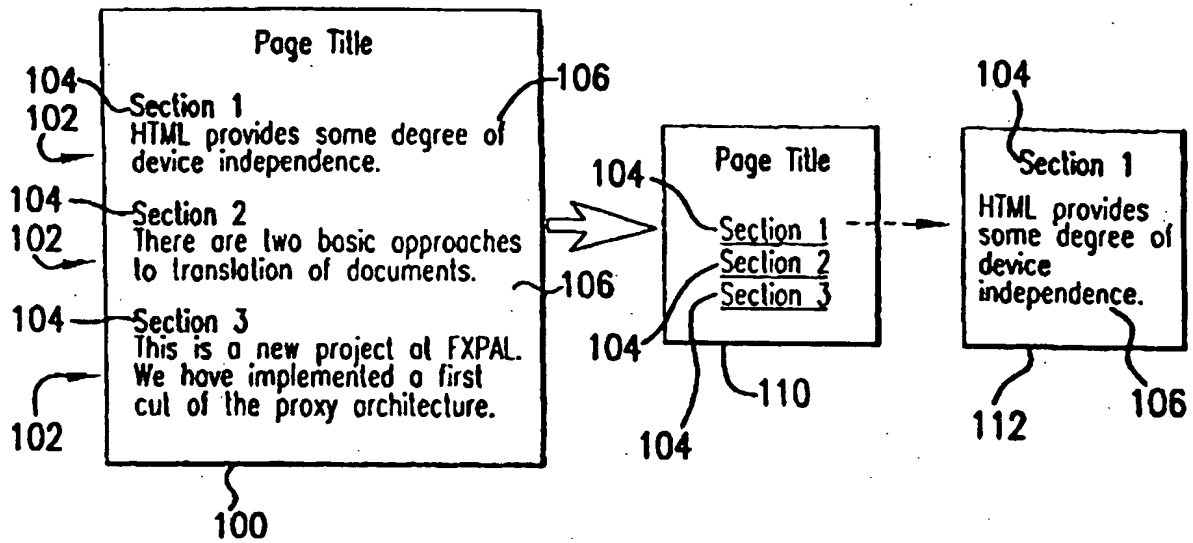 Page Title
104
Section 1
106
102
HTML provides some degree of
device independence.
104
Section 2
102
There are two basic approaches
to translation of documents.
106
104
Section 3
This is a new project at FXPAL.
We have implemented a first
cut of the proxy architecture.
102
100
Page Title
104
Section 1
Section 2
Section 3
104
104
110
104
Section 1
HTML provides
some degree of
device
independence.
106
112